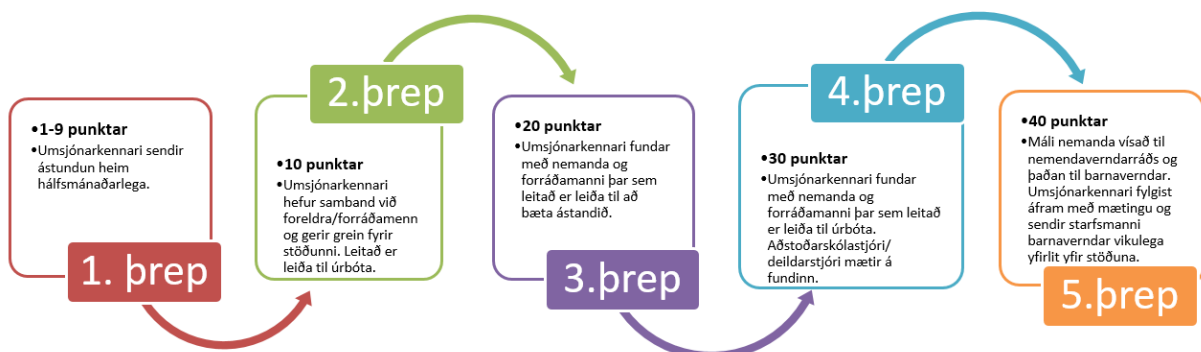 •1-9 punktar
•Umsjónarkennari sendir
ástundun heim
hálfsmánaðarlega.
1. þrep
2.þrep
•10 punktar
•Umsjónarkennari
hefur samband við
foreldra/forráðamenn
og gerir grein fyrir
stöðunni. Leitað er
leiða til úrbóta.
•20 punktar
•Umsjónarkennari fundar
með nemanda og
forráðamanni þar sem
leitað er leiða til að
bæta ástandið.
3.þrep
4.þrep
•30 punktar
•Umsjónarkennari fundar
með nemanda og
forráðamanni þar sem leitað
er leiða til úrbóta.
Aðstoðarskólastjóri/
deildarstjóri mætir á
fundinn.
•40 punktar
•Máli nemanda vísað til
nemendaverndarráðs og
þaðan til barnaverndar.
Umsjónarkennari fylgist
áfram með mætingu og
sendir starfsmanni
barnaverndar vikulega
yfirlit yfir stöðuna.
5.þrep